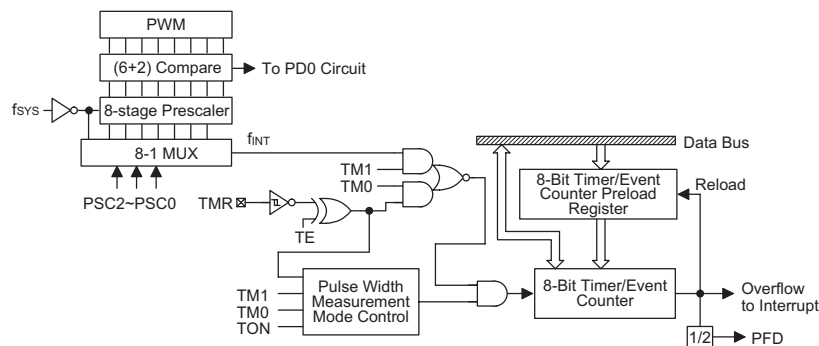 PWM
(6+2) Compare
To PD0 Circuit
fSYS
8-stage Prescaler
fINT
8-1 MUX
PSC2~PSC0
TM1
TM0
TMR
TE
Data Bus
8-Bit Timer/Event
Counter Preload
Register
Reload
TM1
TM0
TON
Pulse Width
Measurement
Mode Control
8-Bit Timer/Event
Counter
Overflow
to Interrupt
1/2
PFD